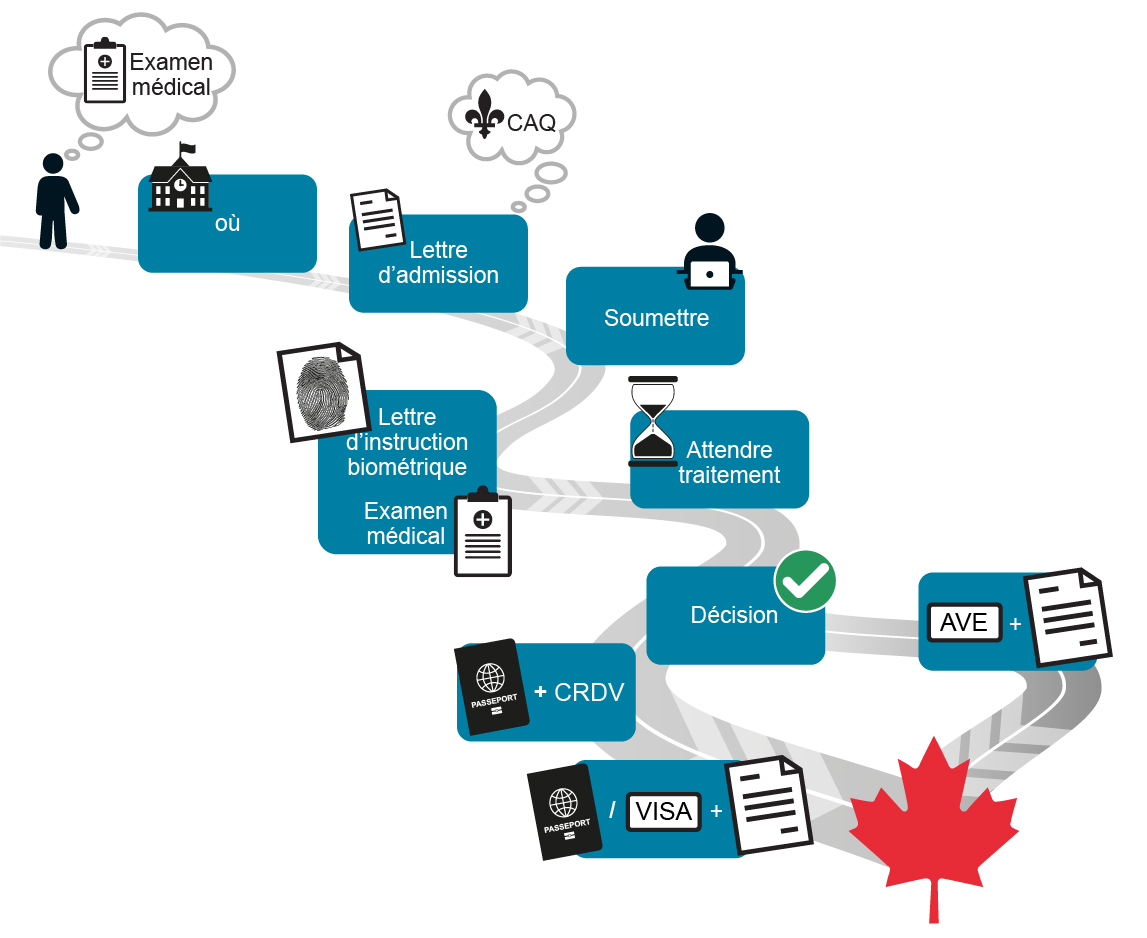 Examen
médical
CAQ
où
Lettre
d’admission
Soumettre
Lettre
d’instruction
biométrique
Examen
médical
Attendre
traitement
Décision
AVE +
PASSEPORT + CRDV
PASSEPORT / VISA +